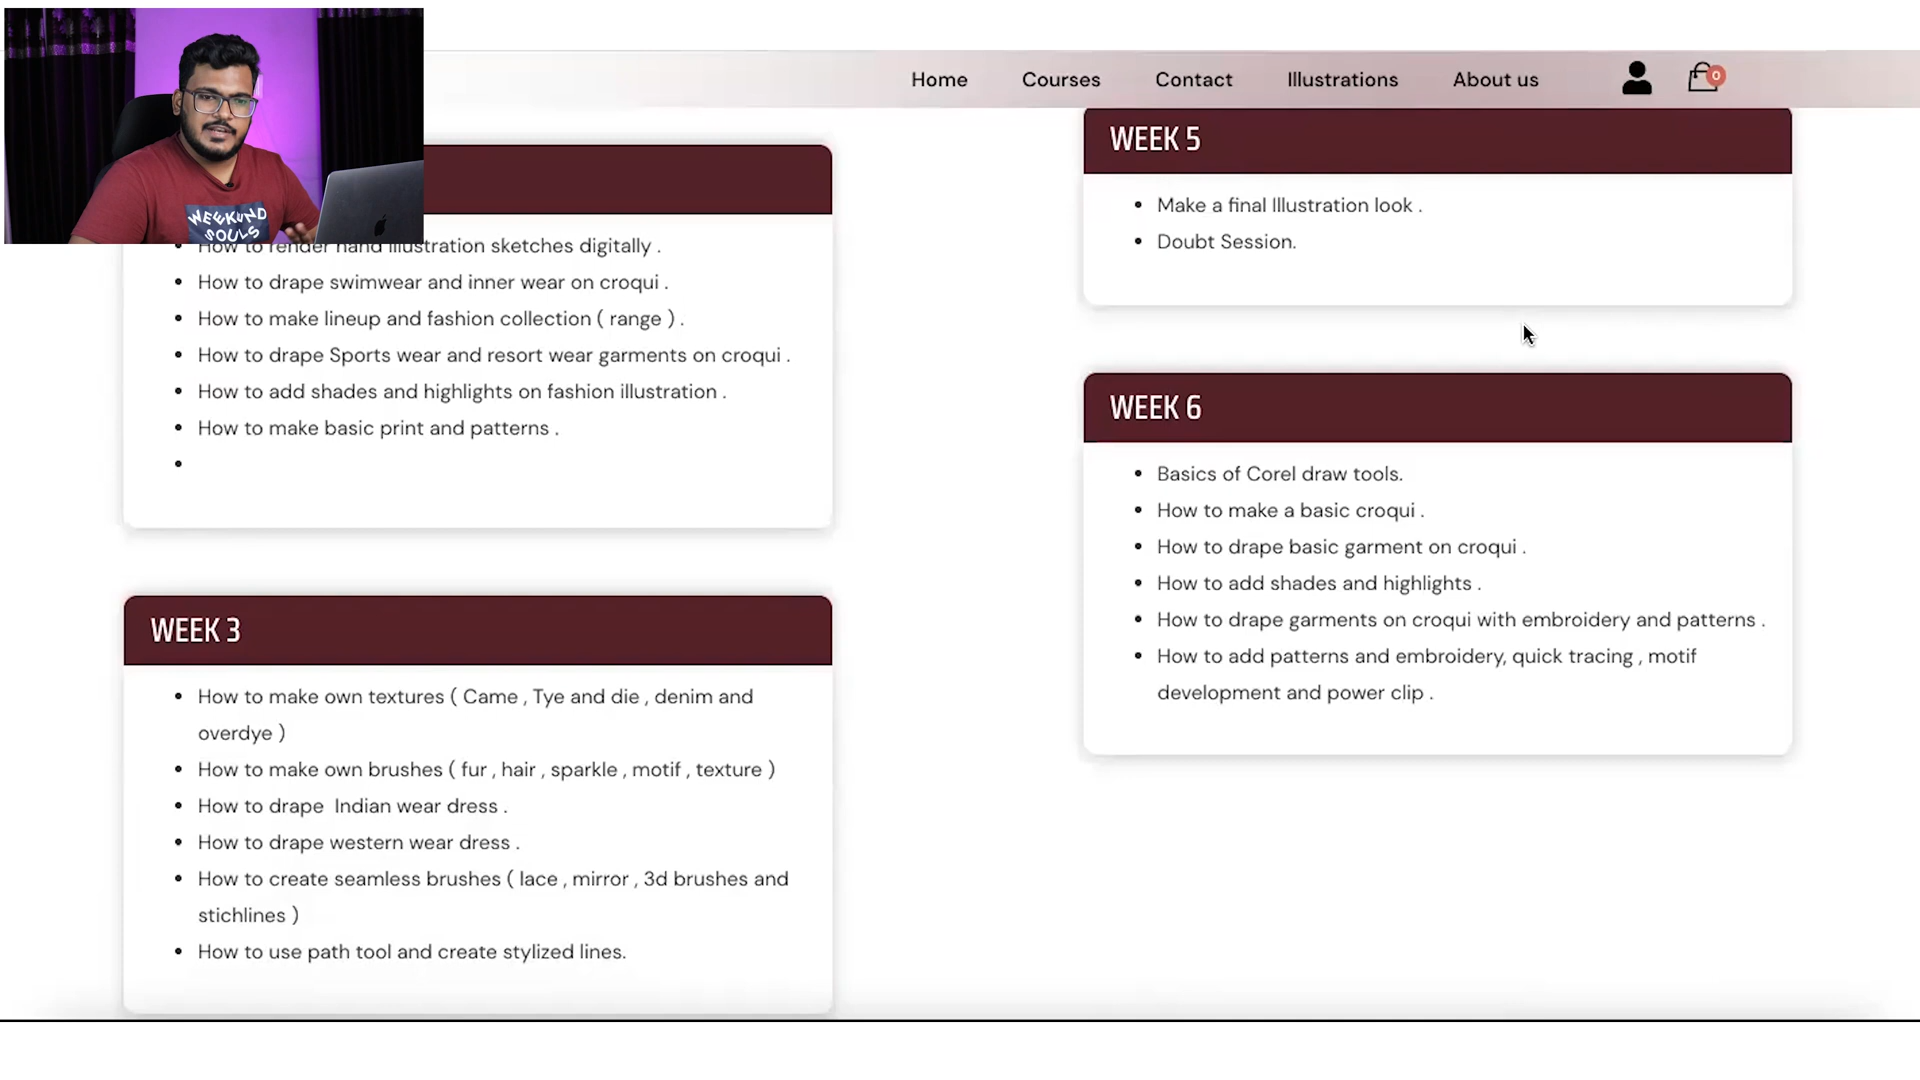 Home
Courses
Contact
Illustrations
About us
0
WEEKEND
SOULS
How to render hand illustration sketches digitally .
How to drape swimwear and inner wear on croqui .
How to make lineup and fashion collection ( range ) .
How to drape Sports wear and resort wear garments on croqui .
How to add shades and highlights on fashion illustration .
How to make basic print and patterns .
WEEK 3
How to make own textures ( Came , Tye and die , denim and
overdye )
How to make own brushes ( fur , hair , sparkle , motif , texture )
How to drape  Indian wear dress .
How to drape western wear dress .
How to create seamless brushes ( lace , mirror , 3d brushes and
stichlines )
How to use path tool and create stylized lines.
WEEK 5
Make a final Illustration look .
Doubt Session.
WEEK 6
Basics of Corel draw tools.
How to make a basic croqui .
How to drape basic garment on croqui .
How to add shades and highlights .
How to drape garments on croqui with embroidery and patterns .
How to add patterns and embroidery, quick tracing , motif
development and power clip .